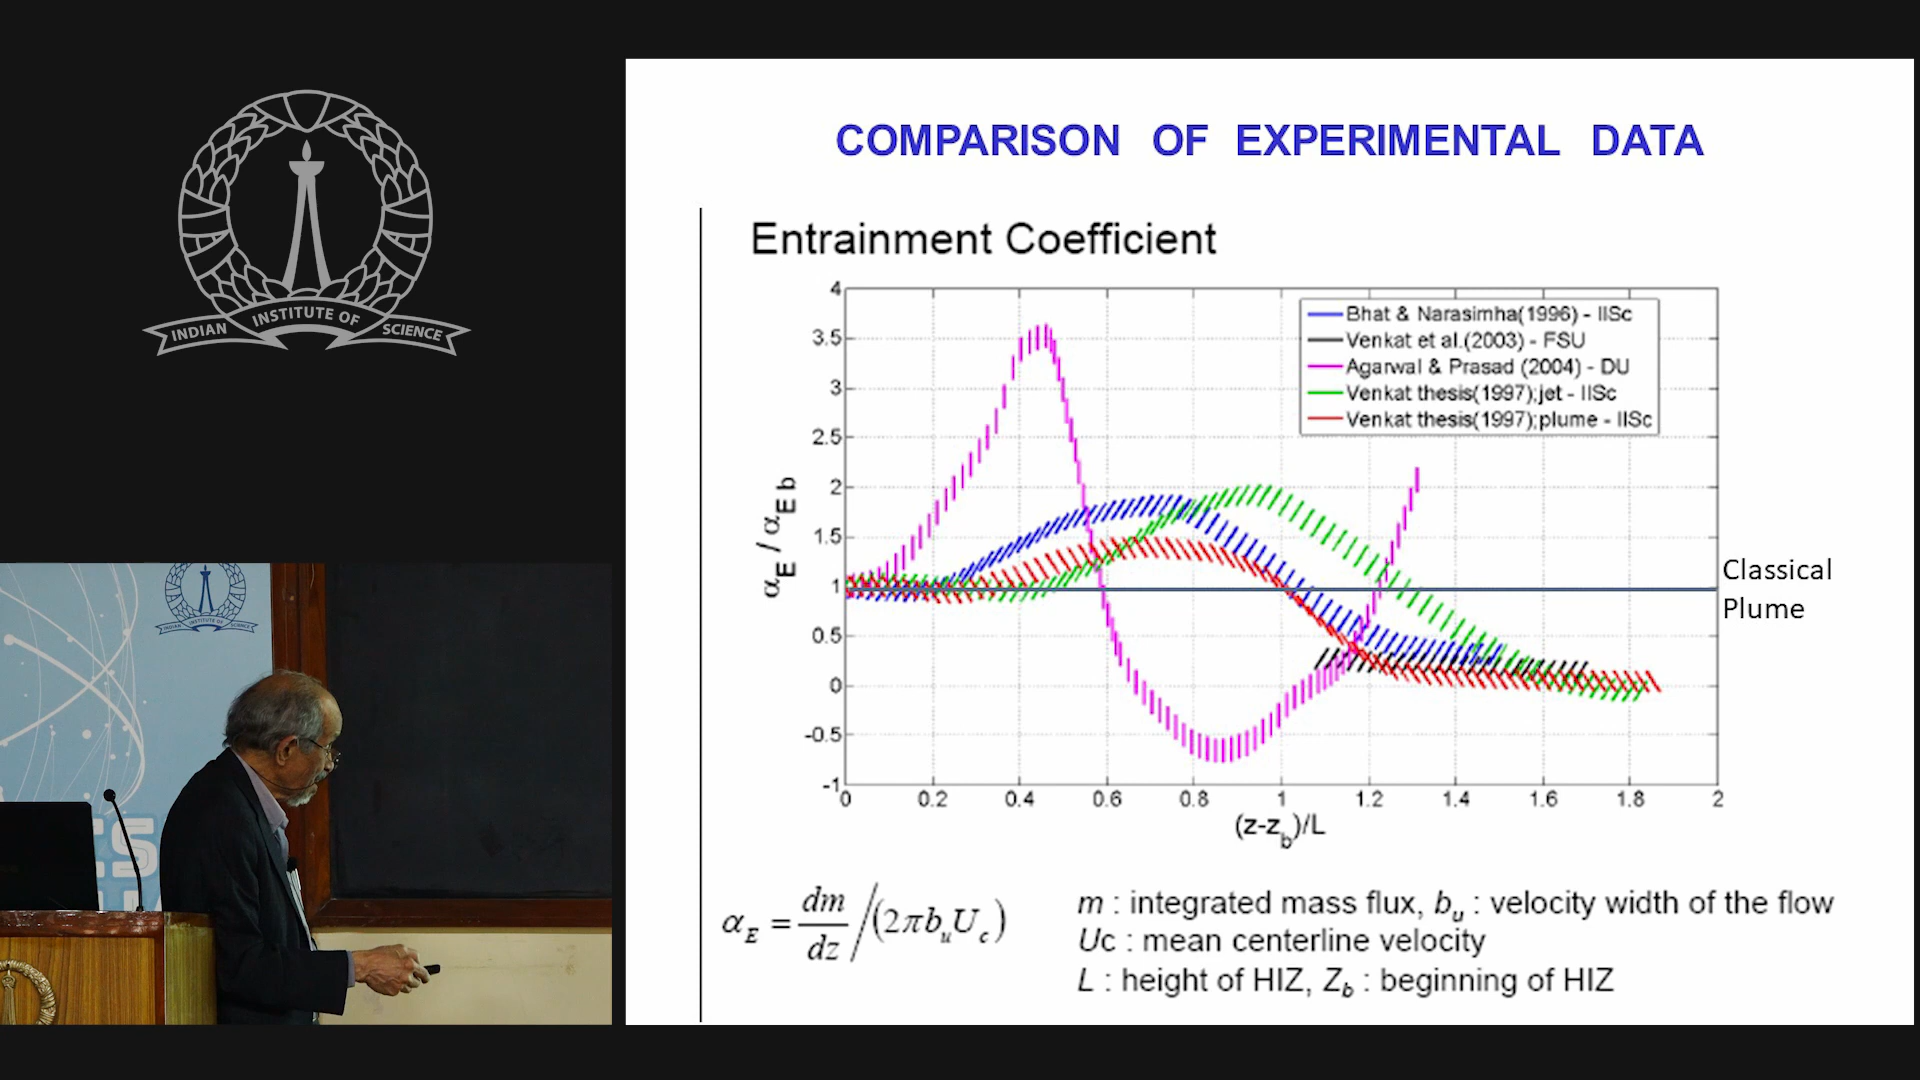 INDIAN INSTITUTE OF SCIENCE
COMPARISON OF EXPERIMENTAL DATA
Entrainment Coefficient
Bhat & Narasimha(1996) - IISc
Venkat et al.(2003) - FSU
Agarwal & Prasad (2004) - DU
Venkat thesis(1997);jet - IISc
Venkat thesis(1997);plume - IISc
4
3.5
3
2.5
2
1.5
1
0.5
0
-0.5
-1
α_E / α_E b
0 0.2 0.4 0.6 0.8 1 1.2 1.4 1.6 1.8 2
(z-z_b)/L
Classical
Plume
α_E = dm/dz / (2πb_u U_c)
m : integrated mass flux, b_u : velocity width of the flow
Uc : mean centerline velocity
L : height of HIZ, Z_b : beginning of HIZ